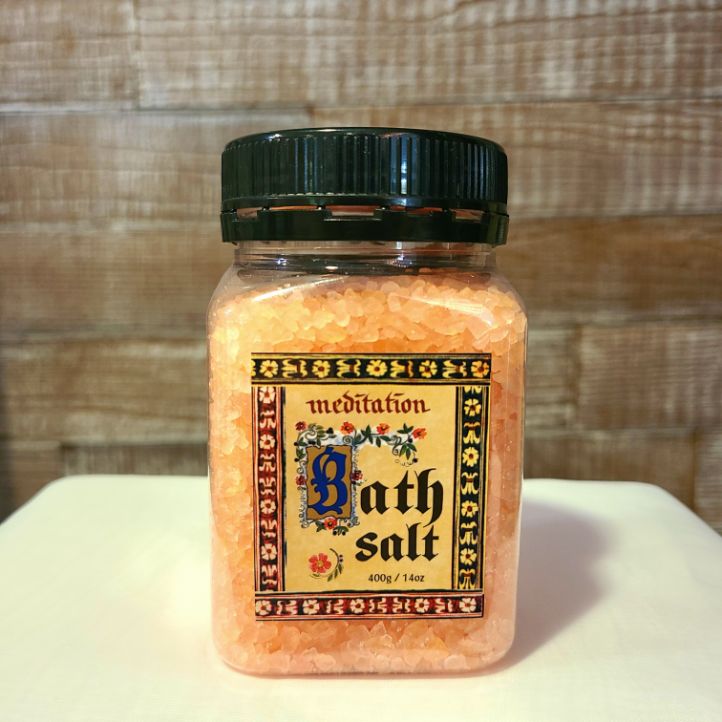 meditation
Bath
salt
400g / 14oz